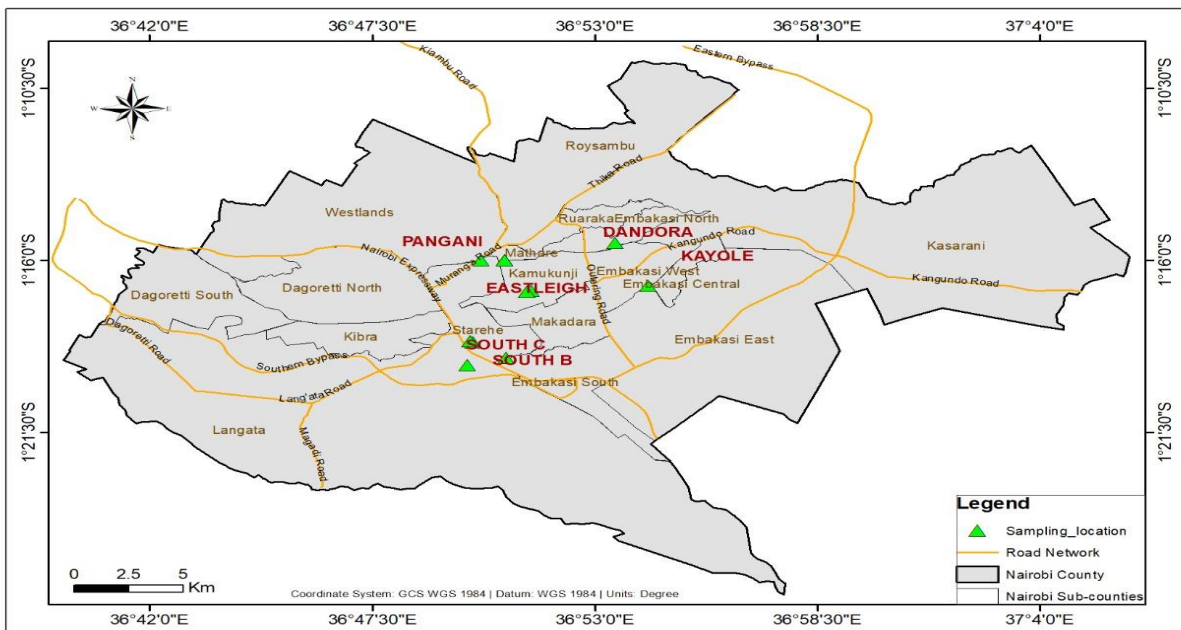 36°42'0"E 36°47'30"E 36°53'0"E 36°58'30"E 37°4'0"E
1°10'30"S
1°10'30"S
N
W E
S
Kiambu Road
Eastern Bypass
Roysambu
Thika Road
Westlands
Ruaraka Embakasi North
DANDORA
PANGANI
Kangundo Road
Kasarani
Mathare
KAYOLE
Nairobi Expressway
Murang'a Road
1°16'0"S
1°16'0"S
Kamukunji
Embakasi West
Outering Road
Kangundo Road
Dagoretti South
Dagoretti North
EASTLEIGH
Embakasi Central
Makadara
Starehe
Kibra
SOUTH C
Embakasi East
Dagoretti Road
SOUTH B
Southern Bypass
Embakasi South
Lang'ata Road
Langata
Magadi Road
1°21'30"S
1°21'30"S
Legend
Sampling_location
Road Network
Nairobi County
Nairobi Sub-counties
0 2.5 5
Km
Coordinate System: GCS WGS 1984 | Datum: WGS 1984 | Units: Degree
36°42'0"E 36°47'30"E 36°53'0"E 36°58'30"E 37°4'0"E